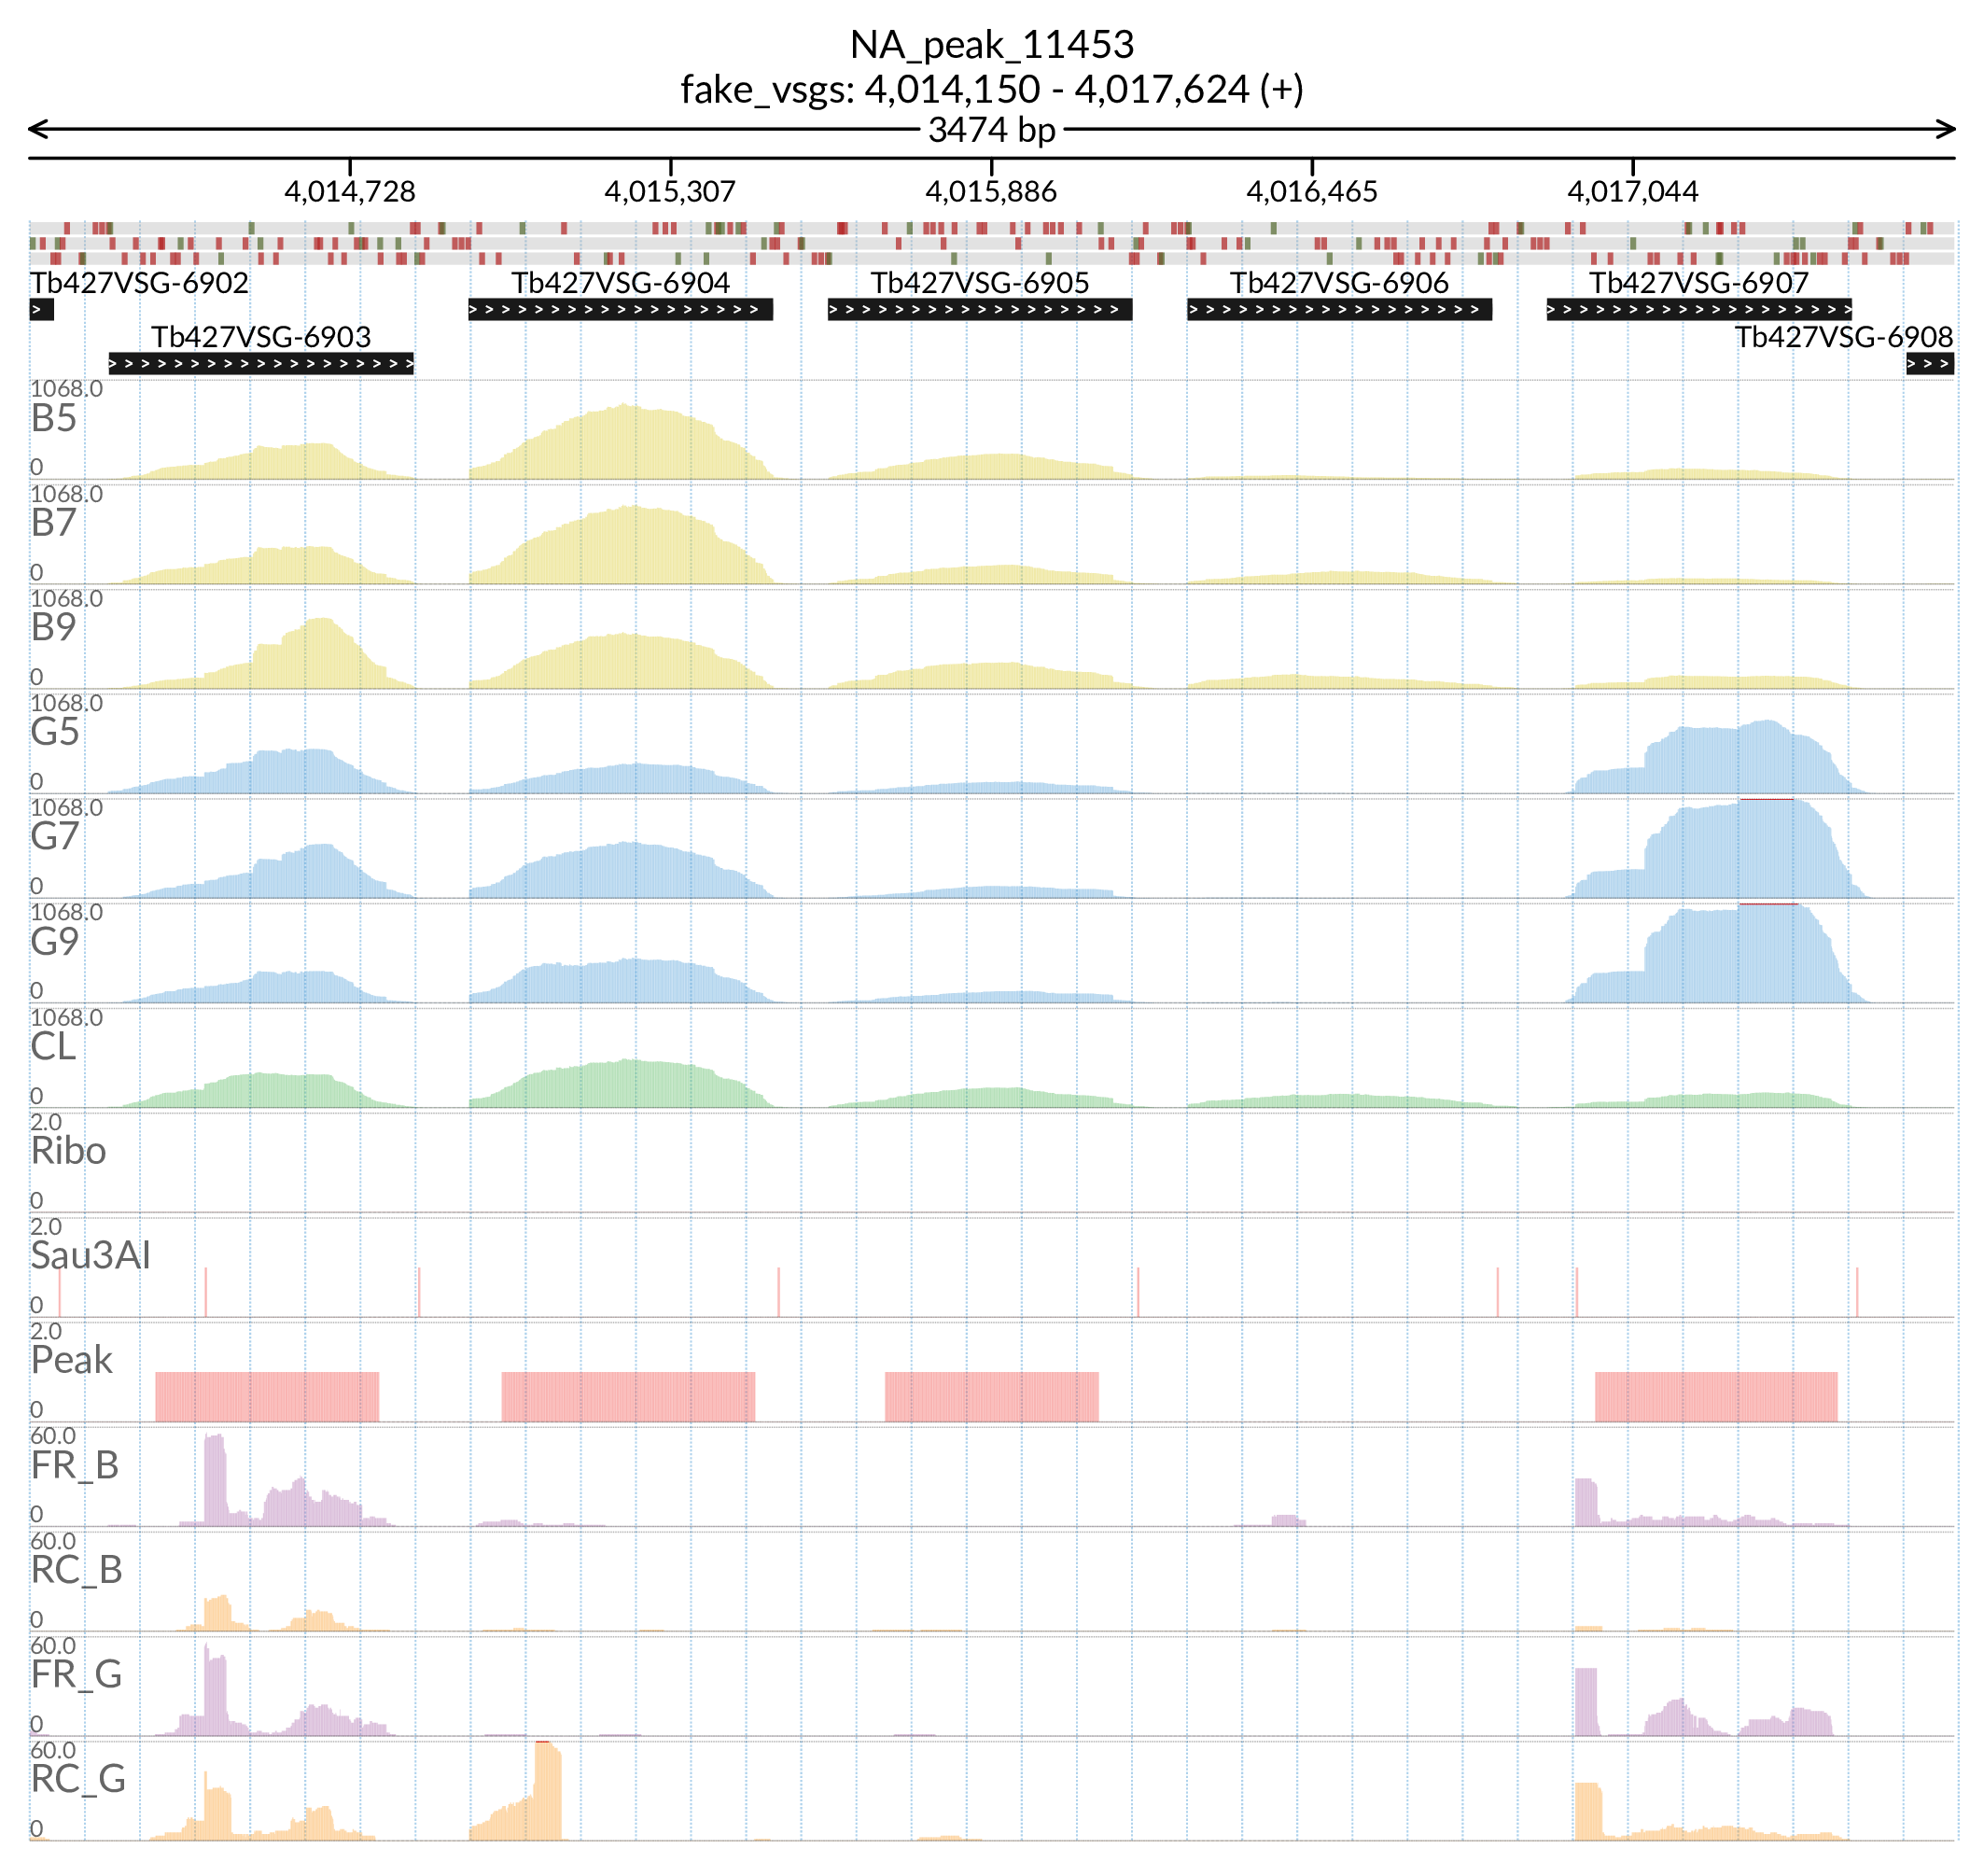 NA_peak_11453
fake_vsgs: 4,014,150 - 4,017,624 (+)
3474 bp
4,014,728 4,015,307 4,015,886 4,016,465 4,017,044
Tb427VSG-6902 Tb427VSG-6904 Tb427VSG-6905 Tb427VSG-6906 Tb427VSG-6907
Tb427VSG-6903 Tb427VSG-6908
1068.0
B5
0
1068.0
B7
0
1068.0
B9
0
1068.0
G5
0
1068.0
G7
0
1068.0
G9
0
1068.0
CL
0
2.0
Ribo
0
2.0
Sau3AI
0
2.0
Peak
0
60.0
FR_B
0
60.0
RC_B
0
60.0
FR_G
0
60.0
RC_G
0